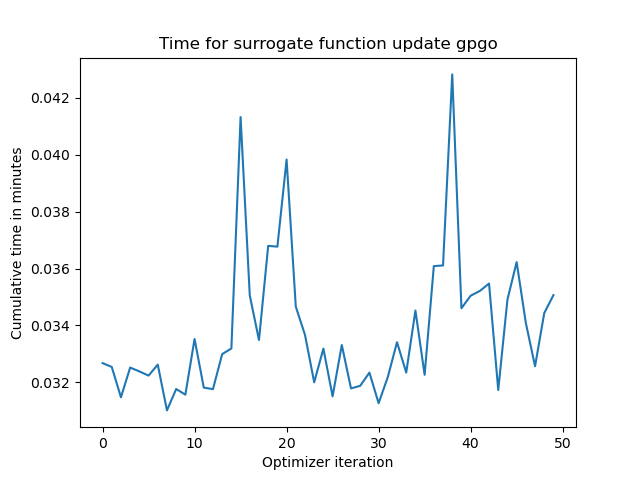 Time for surrogate function update gpgo
0.042
0.040
0.038
0.036
0.034
0.032
Cumulative time in minutes
0 10 20 30 40 50
Optimizer iteration